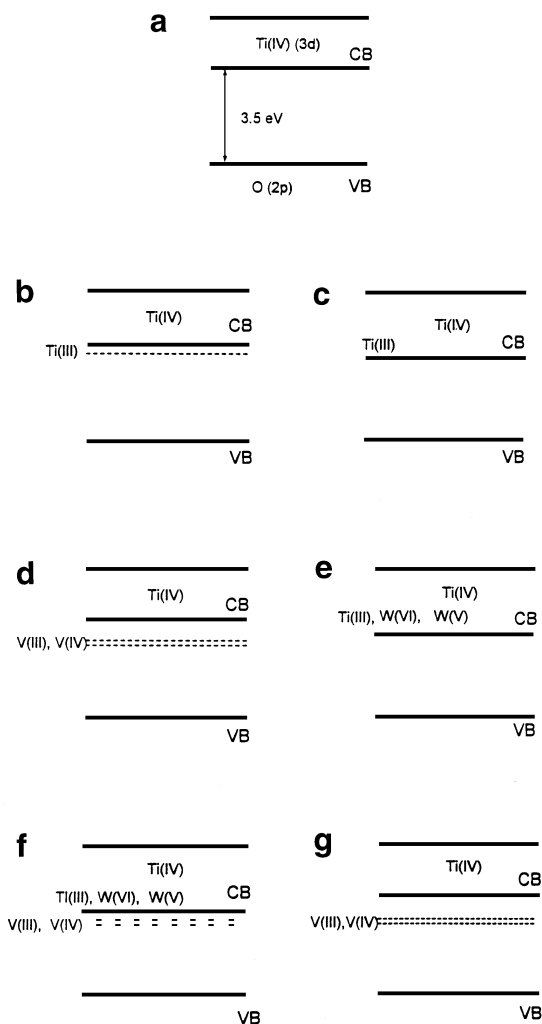 a
Ti(IV) (3d)
CB
3.5 eV
O (2p)
VB
b
Ti(IV)
CB
Ti(III)
VB
c
Ti(IV)
Ti(III)
CB
VB
d
Ti(IV)
CB
V(III), V(IV)
VB
e
Ti(IV)
Ti(III), W(VI), W(V)
CB
VB
f
Ti(IV)
Ti(III), W(VI), W(V)
CB
V(III), V(IV)
VB
g
Ti(IV)
CB
V(III),V(IV)
VB